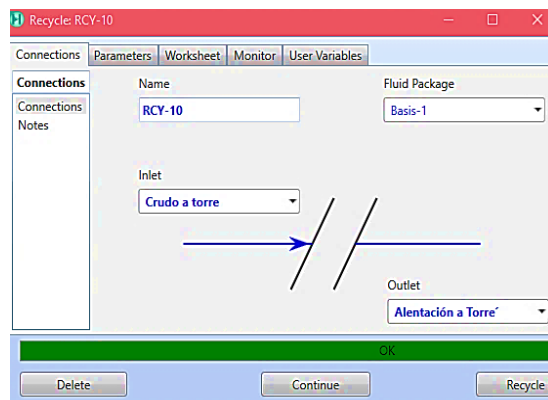 Recycle: RCY-10
Connections Parameters Worksheet Monitor User Variables
Connections
Connections
Notes
Name
Fluid Package
RCY-10
Basis-1
Inlet
Crudo a torre
Outlet
Alentación a Torre´
OK
Delete Continue Recycle